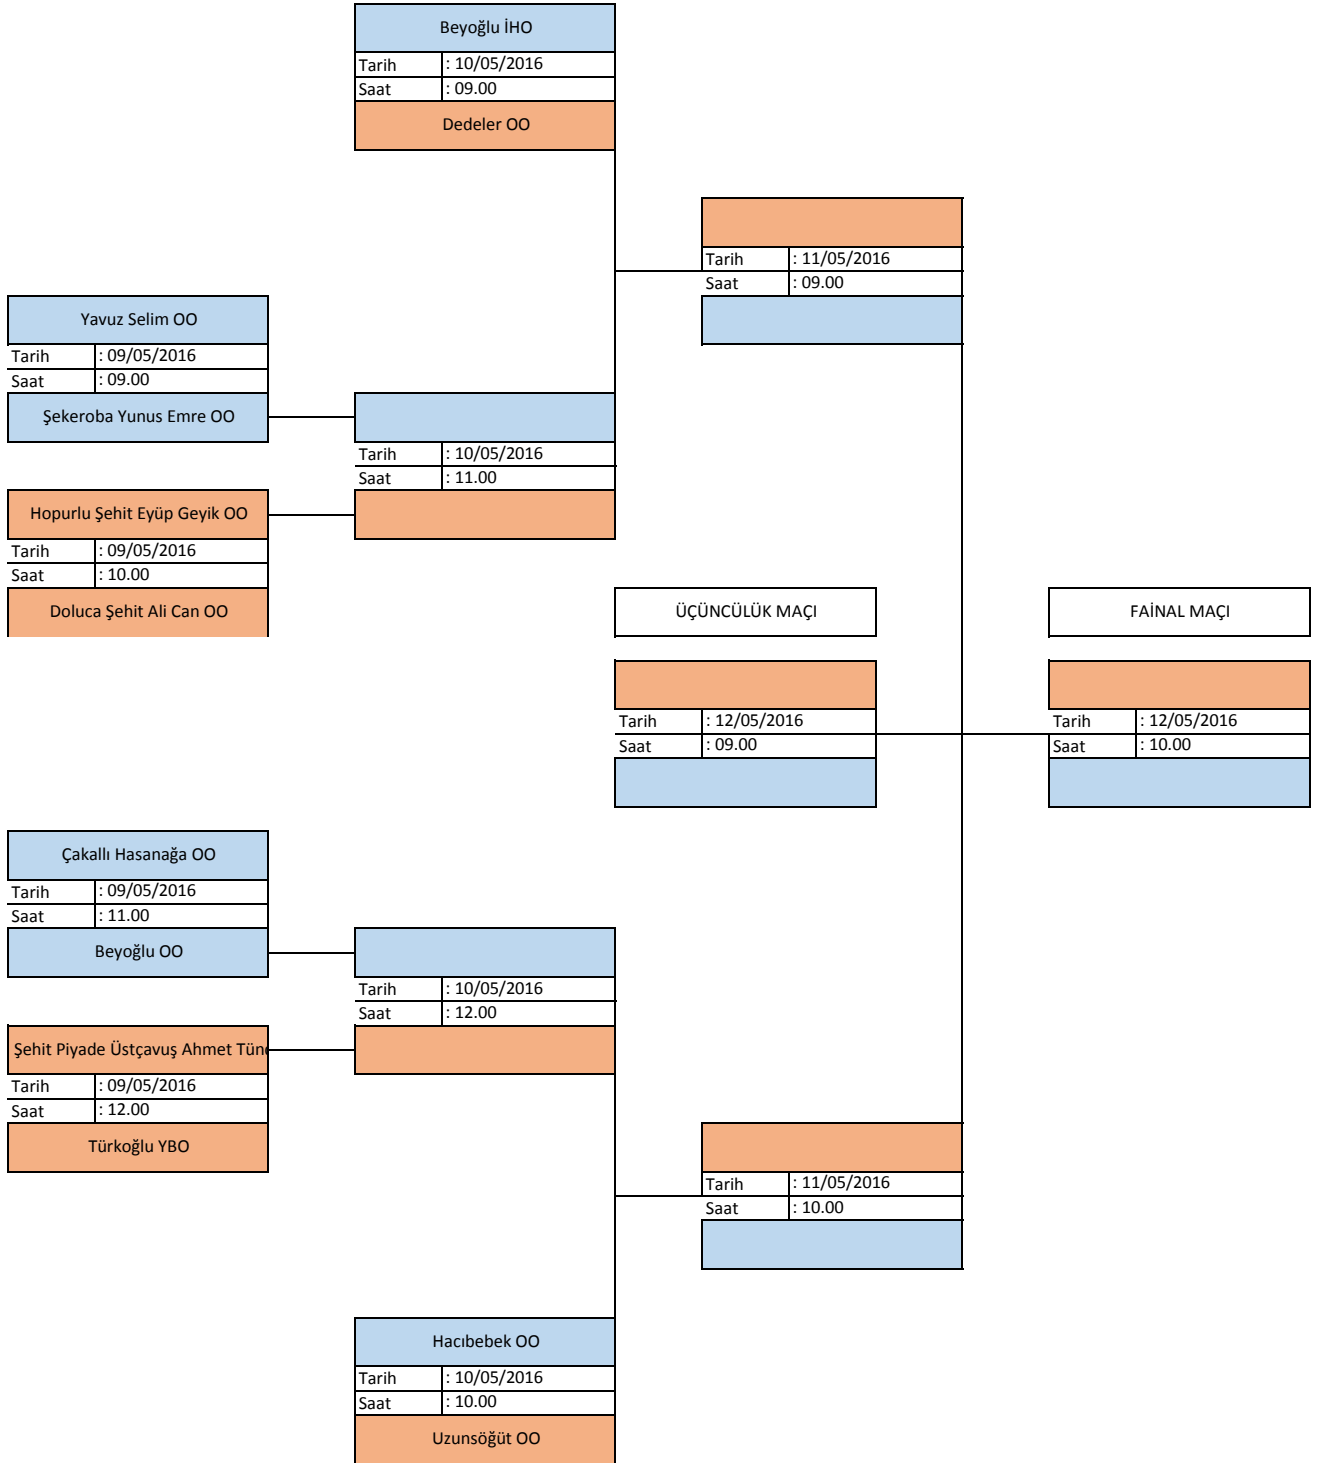 Beyoğlu İHO
Tarih : 10/05/2016
Saat : 09.00
Dedeler OO
Tarih : 11/05/2016
Saat : 09.00
Yavuz Selim OO
Tarih : 09/05/2016
Saat : 09.00
Şekeroba Yunus Emre OO
Tarih : 10/05/2016
Saat : 11.00
Hopurlu Şehit Eyüp Geyik OO
Tarih : 09/05/2016
Saat : 10.00
Doluca Şehit Ali Can OO
ÜÇÜNCÜLÜK MAÇI
FAİNAL MAÇI
Tarih : 12/05/2016
Saat : 09.00
Tarih : 12/05/2016
Saat : 10.00
Çakallı Hasanağa OO
Tarih : 09/05/2016
Saat : 11.00
Beyoğlu OO
Tarih : 10/05/2016
Saat : 12.00
Şehit Piyade Üstçavuş Ahmet
Tarih : 09/05/2016
Saat : 12.00
Türkoğlu YBO
Tarih : 11/05/2016
Saat : 10.00
Hacıbebek OO
Tarih : 10/05/2016
Saat : 10.00
Uzunsöğüt OO